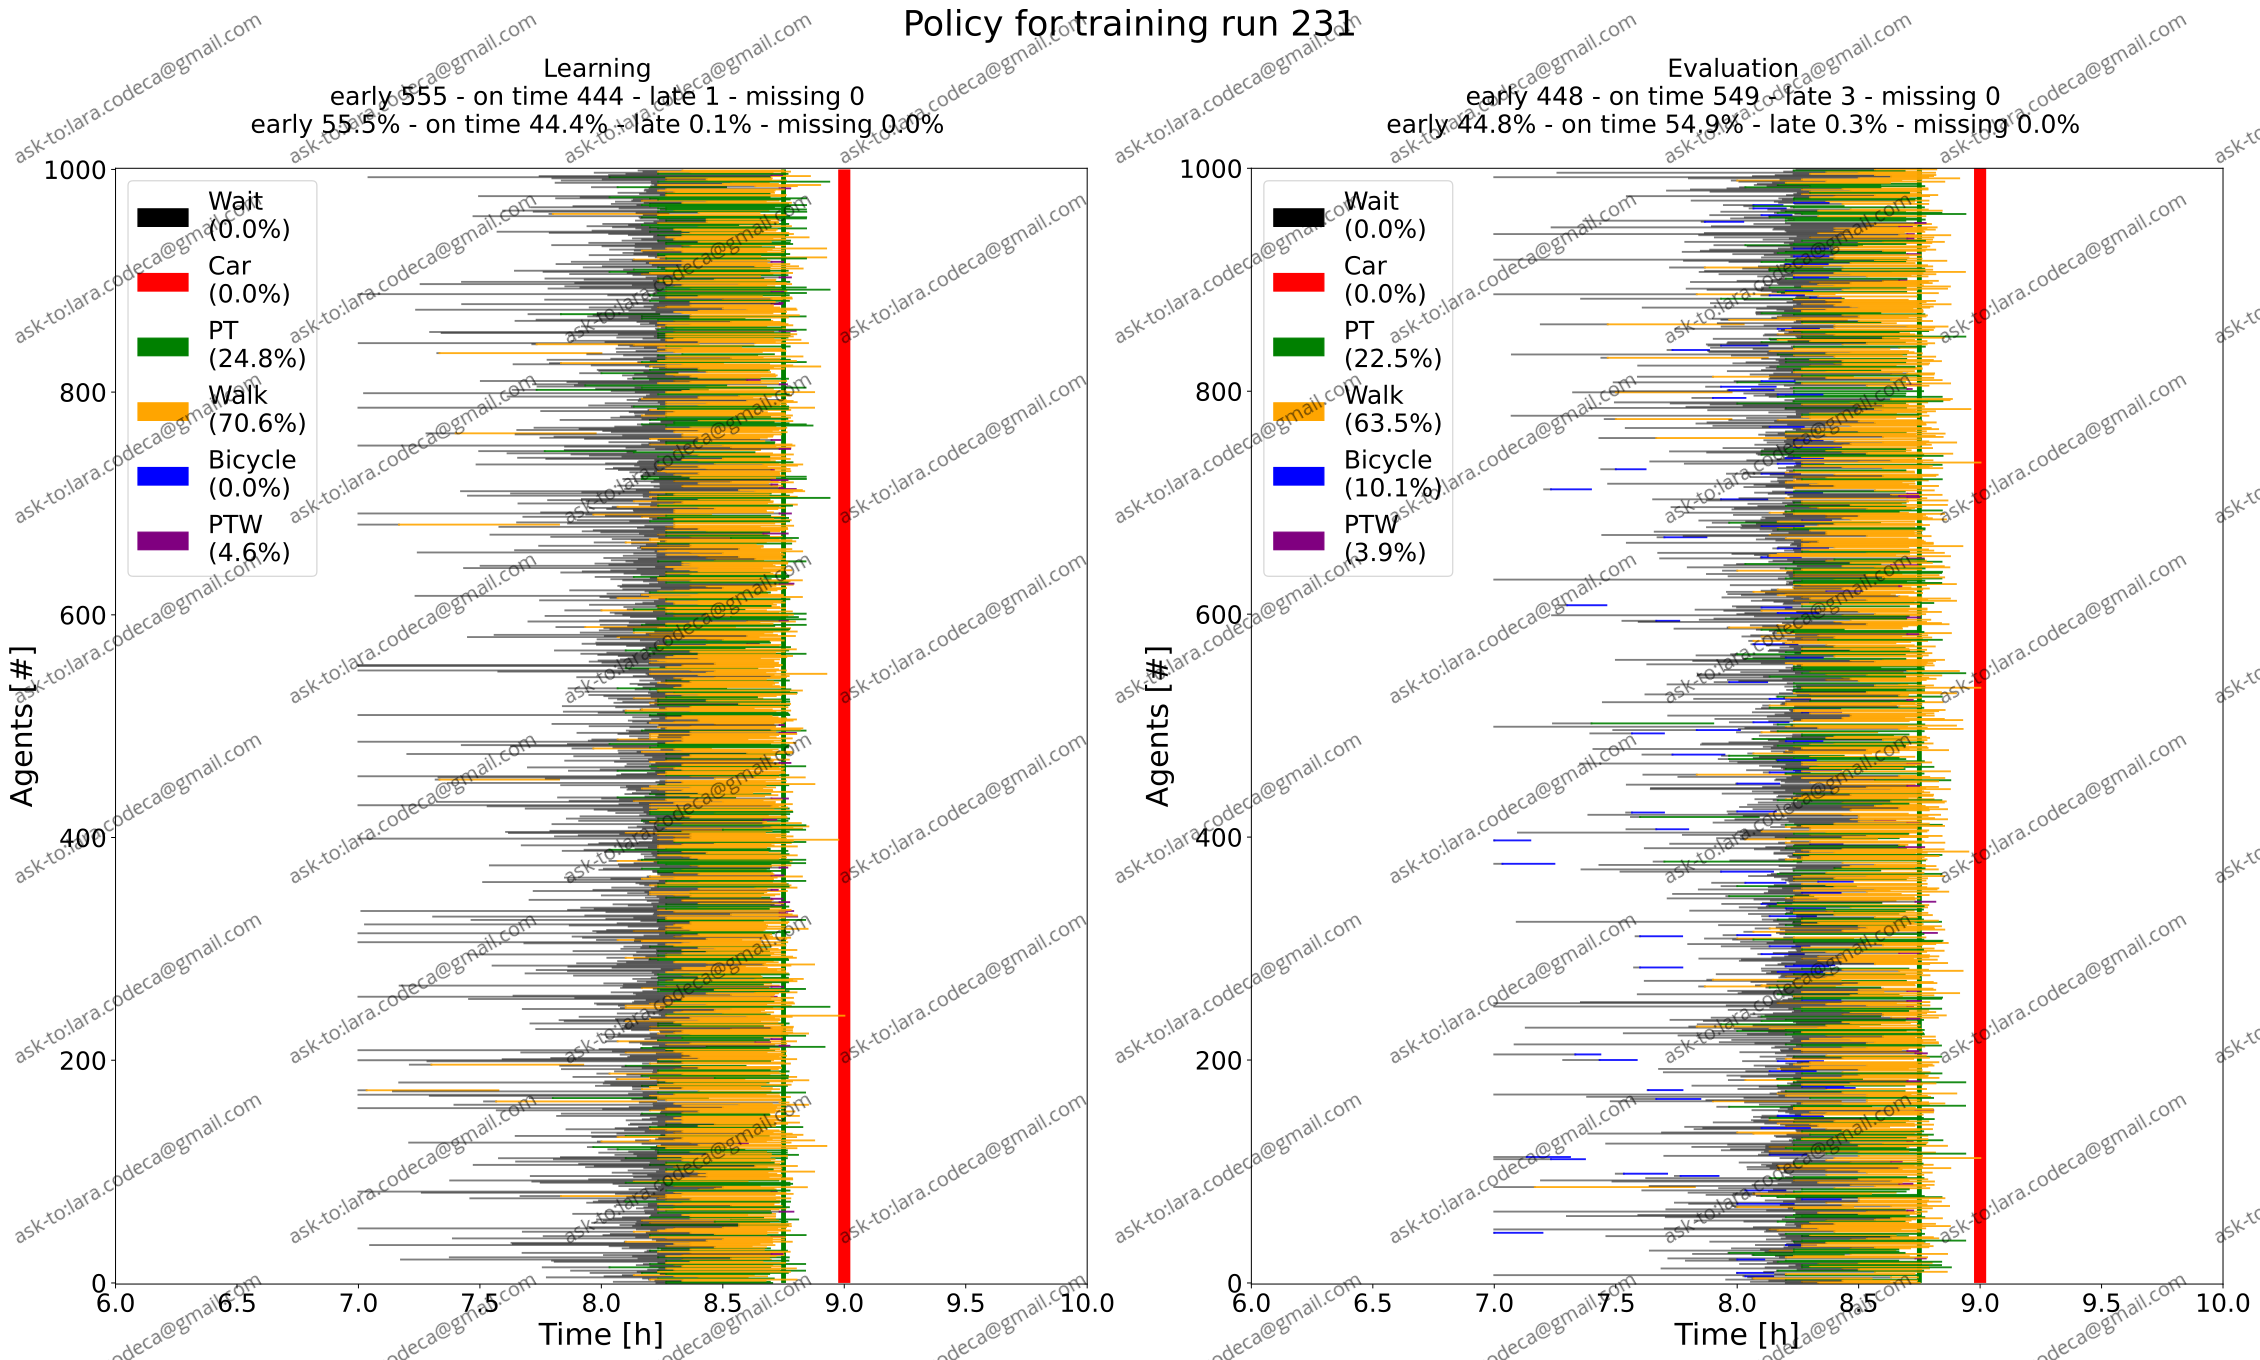 Policy for training run 231
Learning
early 555 - on time 444 - late 1 - missing 0
early 55.5% - on time 44.4% - late 0.1% - missing 0.0%
1000
800
600
400
200
0
Agents [#]
Wait
(0.0%)
Car
(0.0%)
PT
(24.8%)
Walk
(70.6%)
Bicycle
(0.0%)
PTW
(4.6%)
6.0 6.5 7.0 7.5 8.0 8.5 9.0 9.5 10.0
Time [h]
Evaluation
early 448 - on time 549 - late 3 - missing 0
early 44.8% - on time 54.9% - late 0.3% - missing 0.0%
1000
800
600
400
200
0
Agents [#]
Wait
(0.0%)
Car
(0.0%)
PT
(22.5%)
Walk
(63.5%)
Bicycle
(10.1%)
PTW
(3.9%)
6.0 6.5 7.0 7.5 8.0 8.5 9.0 9.5 10.0
Time [h]
ask-to:lara.codeca@gmail.com